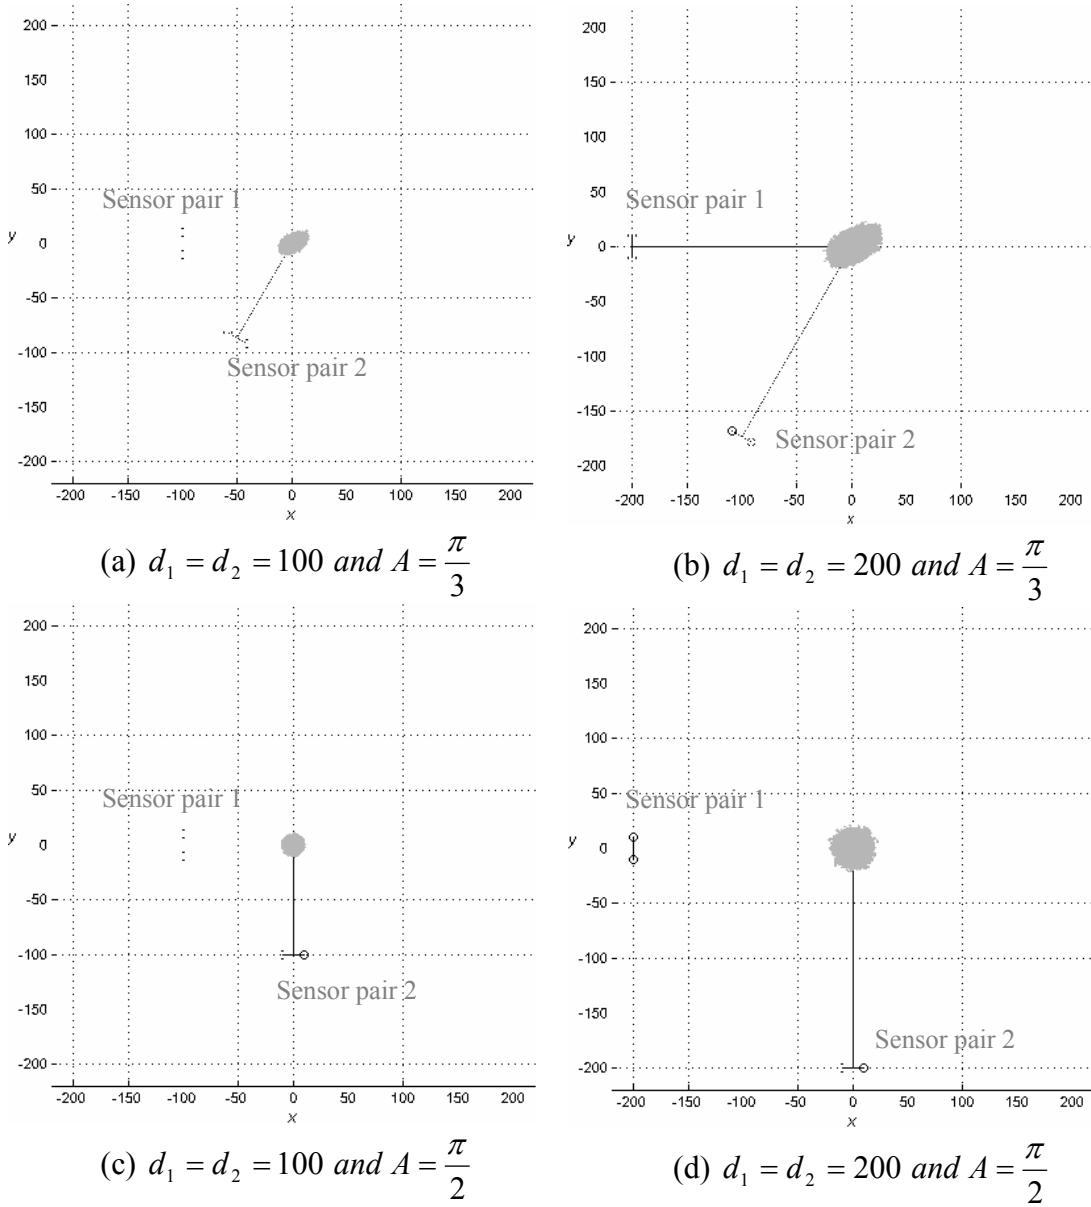 200
150
100
50
Sensor pair 1
y
0
-50
-100
Sensor pair 2
-150
-200
-200 -150 -100 -50 0 50 100 150 200
x
(a) d₁ = d₂ = 100 and A = π/3
200
150
100
50
Sensor pair 1
y
0
-50
-100
-150
Sensor pair 2
-200
-200 -150 -100 -50 0 50 100 150 200
x
(b) d₁ = d₂ = 200 and A = π/3
200
150
100
50
Sensor pair 1
y
0
-50
-100
Sensor pair 2
-150
-200
-200 -150 -100 -50 0 50 100 150 200
x
(c) d₁ = d₂ = 100 and A = π/2
200
150
100
50
Sensor pair 1
y
0
-50
-100
-150
Sensor pair 2
-200
-200 -150 -100 -50 0 50 100 150 200
x
(d) d₁ = d₂ = 200 and A = π/2